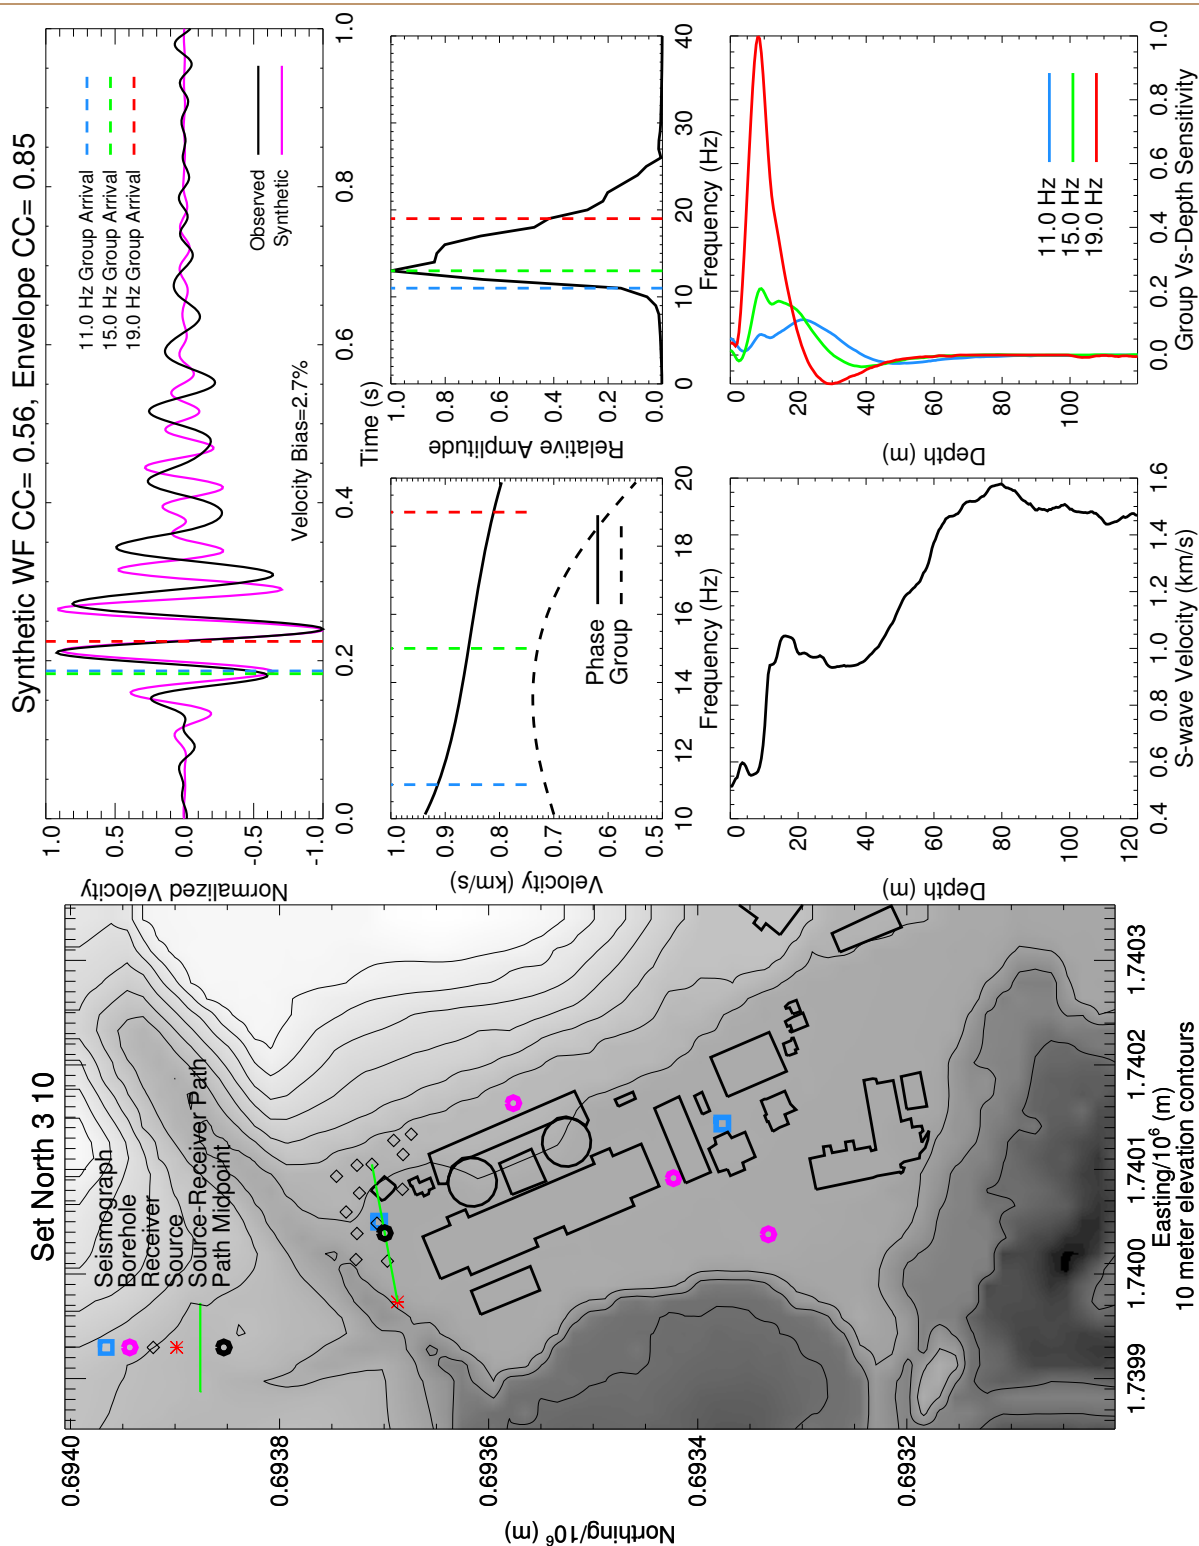 Set North 3 10
Seismograph
Borehole
Receiver
Source
Source-Receiver Path
Path Midpoint
0.6940
0.6938
0.6936
0.6934
0.6932
Northing/10⁶ (m)
1.7399
1.7400
1.7401
1.7402
1.7403
Easting/10⁶ (m)
10 meter elevation contours
Synthetic WF CC= 0.56, Envelope CC= 0.85
1.0
0.5
0.0
-0.5
-1.0
Normalized Velocity
11.0 Hz Group Arrival
15.0 Hz Group Arrival
19.0 Hz Group Arrival
Observed
Synthetic
Velocity Bias=2.7%
0.0
0.2
0.4
0.6
0.8
1.0
Time (s)
1.0
0.9
0.8
0.7
0.6
0.5
Velocity (km/s)
Phase
Group
10
12
14
16
18
20
Frequency (Hz)
1.0
0.8
0.6
0.4
0.2
0.0
Relative Amplitude
0
10
20
30
40
Frequency (Hz)
0
20
40
60
80
100
120
Depth (m)
0.4
0.6
0.8
1.0
1.2
1.4
1.6
S-wave Velocity (km/s)
0
20
40
60
80
100
Depth (m)
11.0 Hz
15.0 Hz
19.0 Hz
0.0
0.2
0.4
0.6
0.8
1.0
Group Vs-Depth Sensitivity